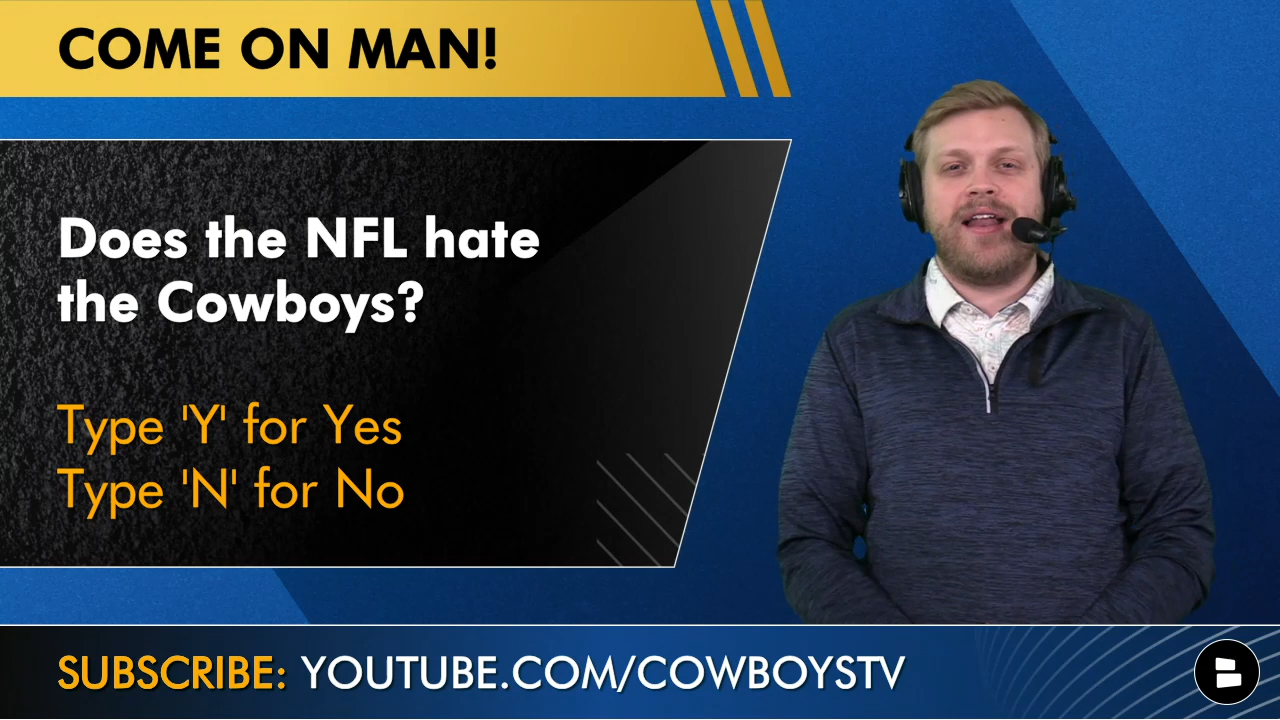 COME ON MAN!
Does the NFL hate
the Cowboys?
Type 'Y' for Yes
Type 'N' for No
SUBSCRIBE: YOUTUBE.COM/COWBOYSTV